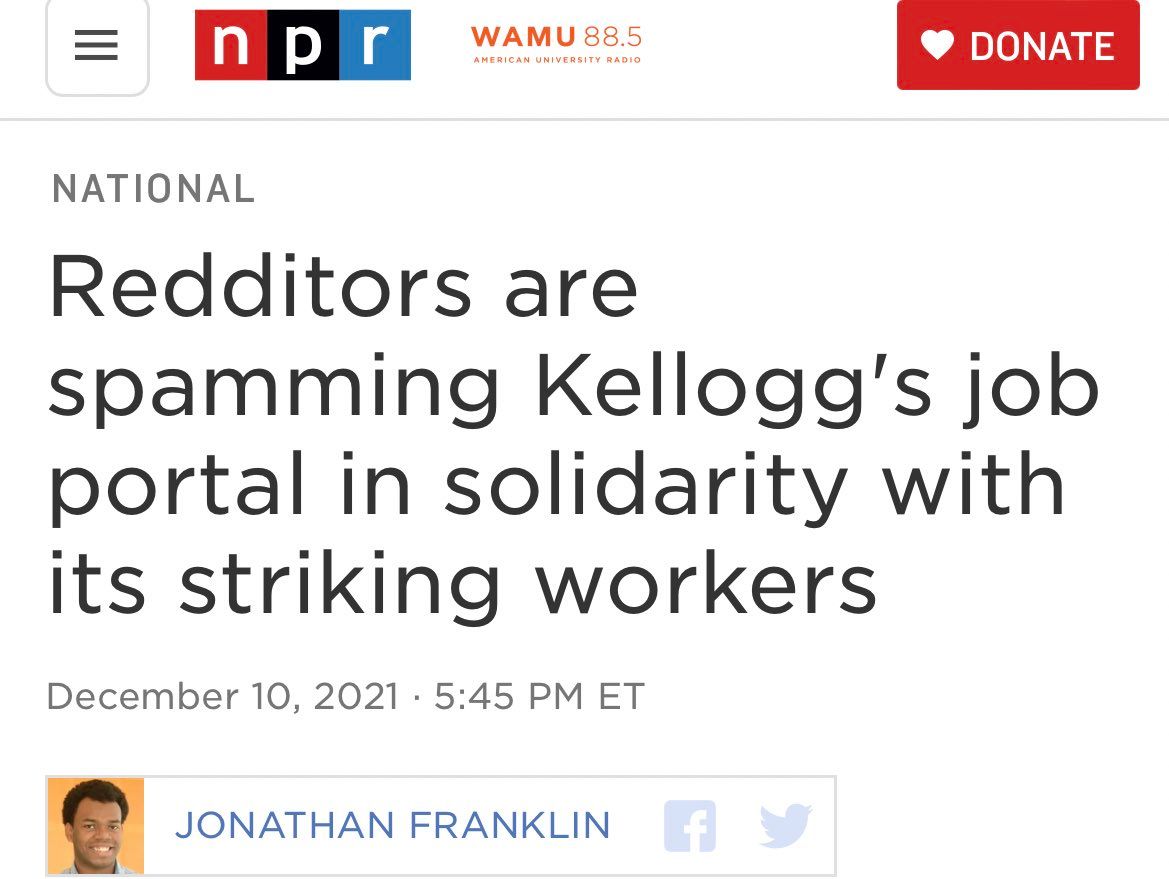 npr WAMU 88.5 DONATE
AMERICAN UNIVERSITY RADIO
NATIONAL
Redditors are
spamming Kellogg's job
portal in solidarity with
its striking workers
December 10, 2021 · 5:45 PM ET
JONATHAN FRANKLIN